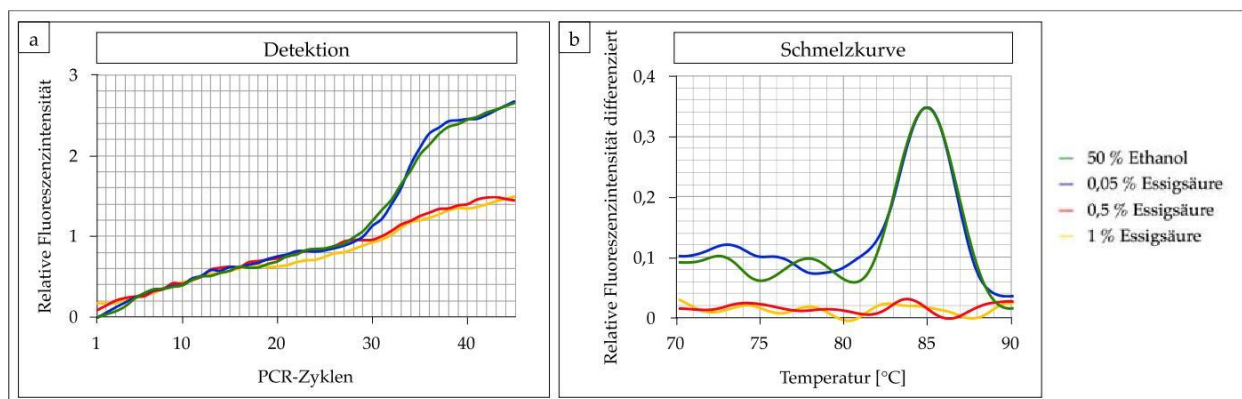 a
Detektion
Relative Fluoreszenzintensität
3
2
1
0
1
10
20
30
40
PCR-Zyklen
b
Schmelzkurve
Relative Fluoreszenzintensität differenziert
0,4
0,3
0,2
0,1
0
70
75
80
85
90
Temperatur [°C]
50 % Ethanol
0,05 % Essigsäure
0,5 % Essigsäure
1 % Essigsäure